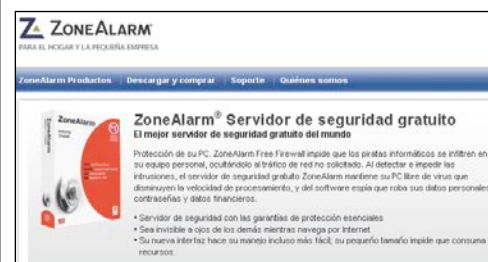 ZONEALARM®
PARA EL HOGAR Y LA PEQUEÑA EMPRESA
ZoneAlarm Productos Descargar y comprar Soporte Quiénes somos
ZoneAlarm
ZoneAlarm® Servidor de seguridad gratuito
El mejor servidor de seguridad gratuito del mundo
Protección de su PC. ZoneAlarm Free Firewall impide que los piratas informáticos se infiltren en
su equipo personal, ocultándolo al tráfico de red no solicitado. Al detectar e impedir las
intrusiones, el servidor de seguridad gratuito ZoneAlarm mantiene su PC libre de virus que
disminuyen la velocidad de procesamiento, y del software espía que roba sus datos personales,
contraseñas y datos financieros.
• Servidor de seguridad con las garantías de protección esenciales
• Sea invisible a ojos de los demás mientras navega por Internet
• Su nueva interfaz hace su manejo incluso más fácil; su pequeño tamaño impide que consuma
recursos.